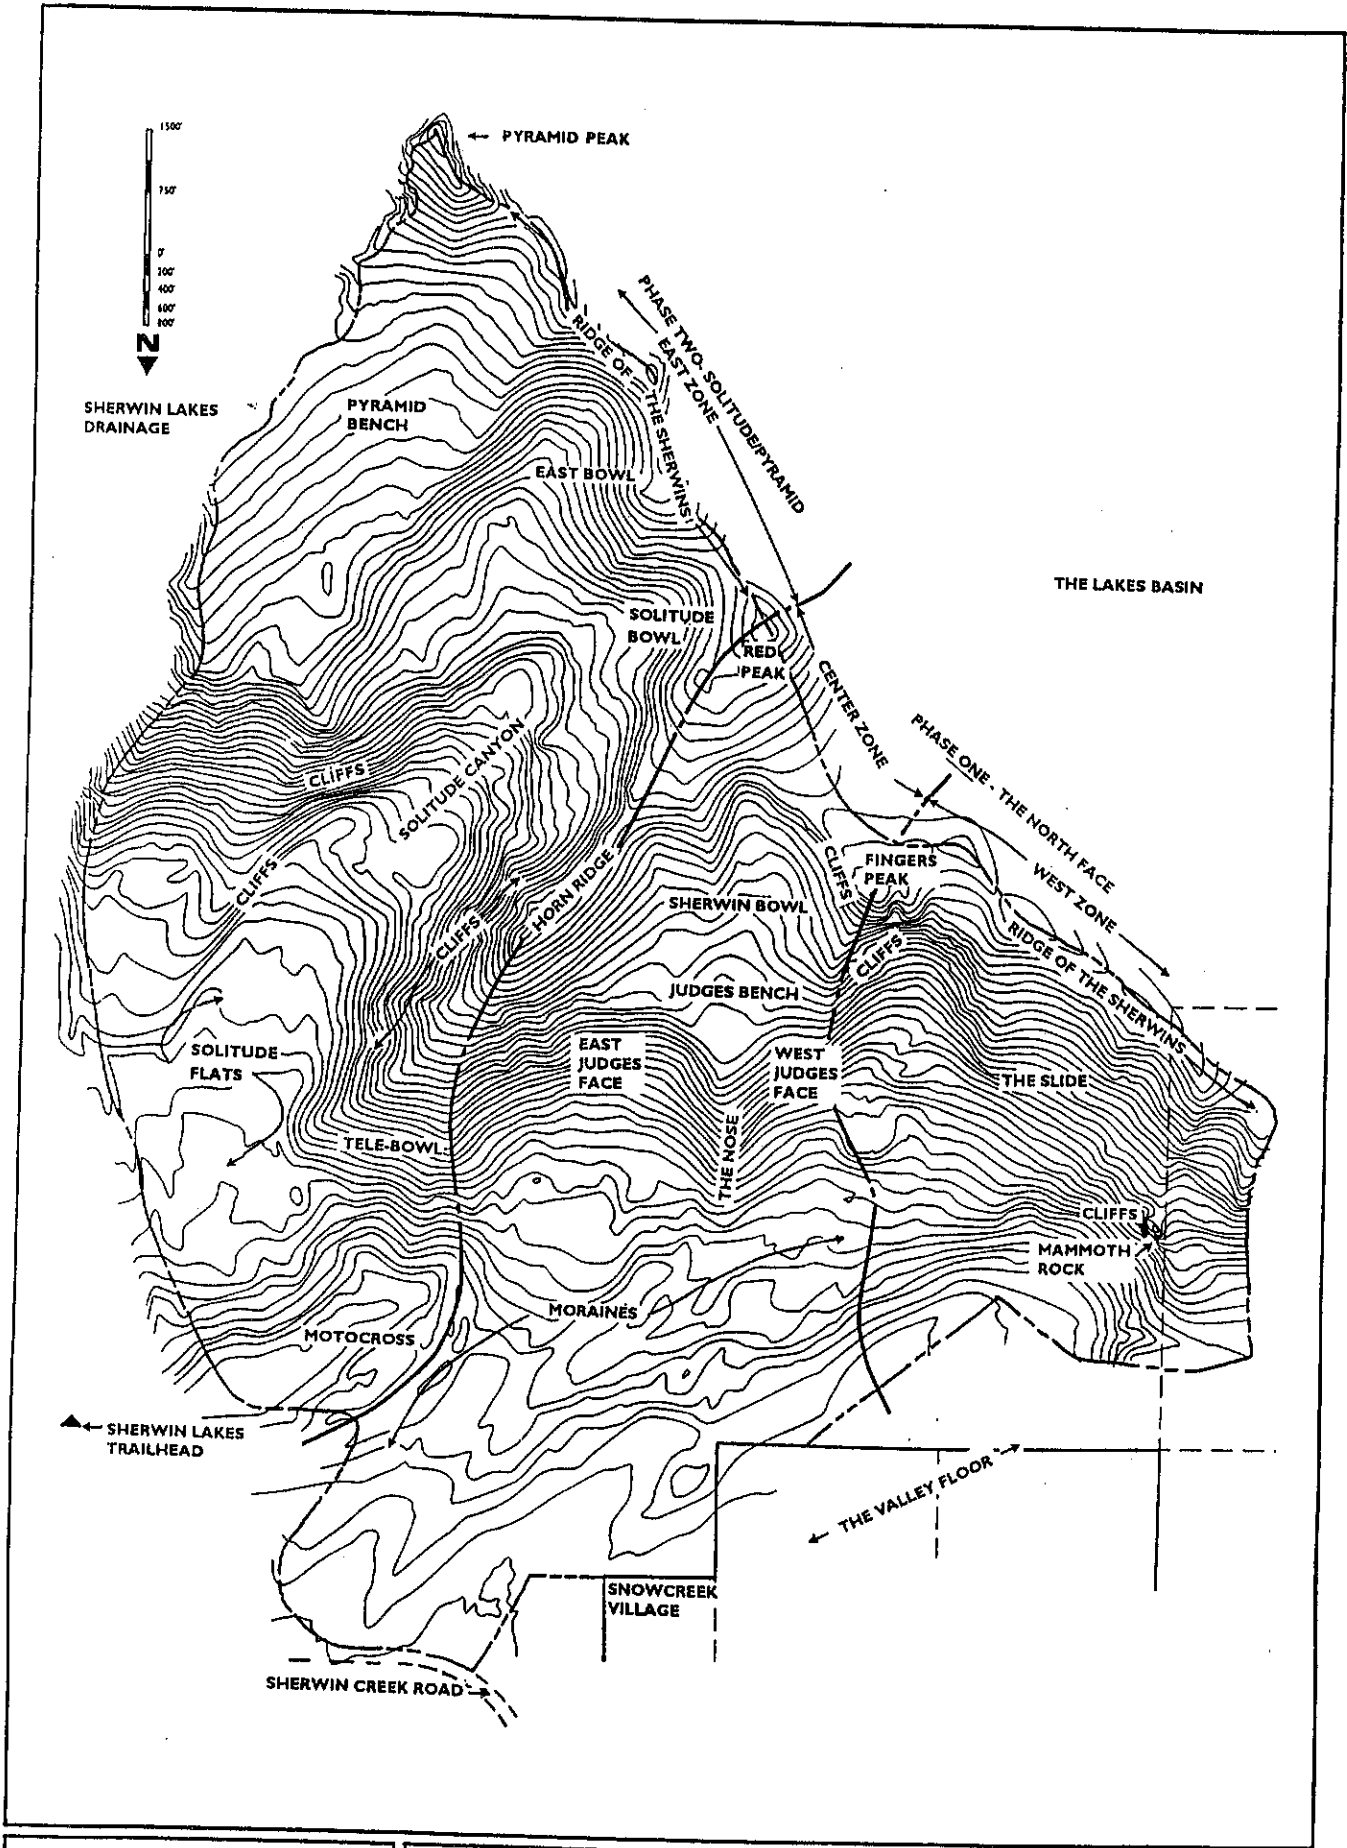 1500'
PYRAMID PEAK
750'
0'
200'
400'
600'
800'
N
PHASE TWO- SOLITUDE/PYRAMID
EAST ZONE
RIDGE OF THE SHERWINS
SHERWIN LAKES
DRAINAGE
PYRAMID
BENCH
EAST BOWL
THE LAKES BASIN
SOLITUDE
BOWL
RED
PEAK
CENTER ZONE
PHASE ONE - THE NORTH FACE
WEST ZONE
SOLITUDE CANYON
CLIFFS
CLIFFS
CLIFFS
HORN RIDGE
CLIFFS
FINGERS
PEAK
SHERWIN BOWL
CLIFFS
RIDGE OF THE SHERWINS
JUDGES BENCH
SOLITUDE
FLATS
EAST
JUDGES
FACE
WEST
JUDGES
FACE
THE SLIDE
TELE-BOWL
THE NOSE
CLIFFS
MAMMOTH
ROCK
MORAINES
MOTOCROSS
SHERWIN LAKES
TRAILHEAD
THE VALLEY FLOOR
SNOWCREEK
VILLAGE
SHERWIN CREEK ROAD